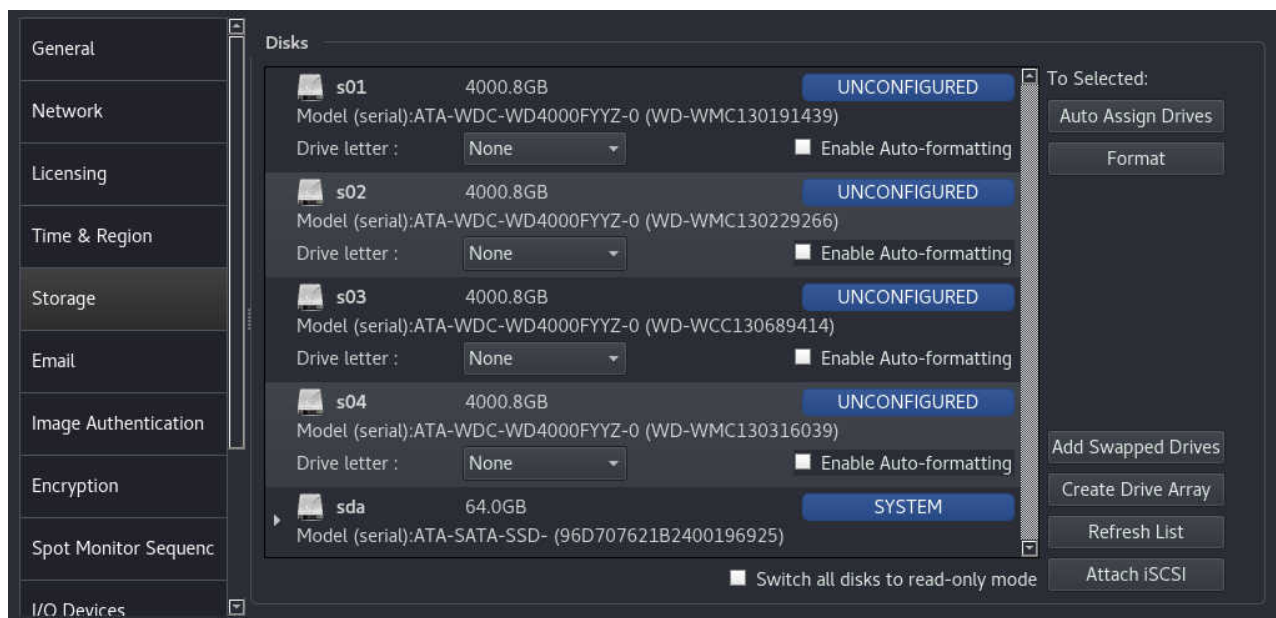 General
Network
Licensing
Time & Region
Storage
Email
Image Authentication
Encryption
Spot Monitor Sequenc
I/O Devices
Disks
s01 4000.8GB UNCONFIGURED
Model (serial):ATA-WDC-WD4000FYYZ-0 (WD-WMC130191439)
Drive letter : None Enable Auto-formatting
s02 4000.8GB UNCONFIGURED
Model (serial):ATA-WDC-WD4000FYYZ-0 (WD-WMC130229266)
Drive letter : None Enable Auto-formatting
s03 4000.8GB UNCONFIGURED
Model (serial):ATA-WDC-WD4000FYYZ-0 (WD-WCC130689414)
Drive letter : None Enable Auto-formatting
s04 4000.8GB UNCONFIGURED
Model (serial):ATA-WDC-WD4000FYYZ-0 (WD-WMC130316039)
Drive letter : None Enable Auto-formatting
sda 64.0GB SYSTEM
Model (serial):ATA-SATA-SSD- (96D707621B2400196925)
Switch all disks to read-only mode
To Selected:
Auto Assign Drives
Format
Add Swapped Drives
Create Drive Array
Refresh List
Attach iSCSI